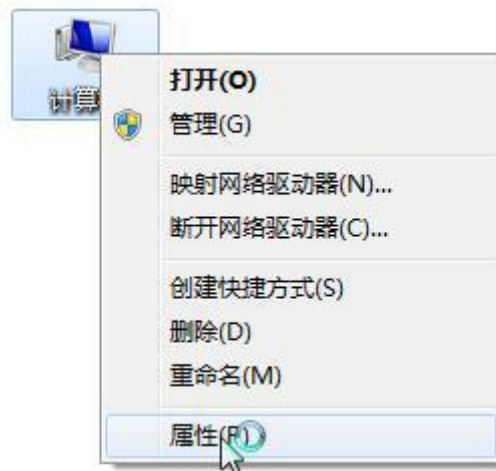 计算
打开(O)
管理(G)
映射网络驱动器(N)...
断开网络驱动器(C)...
创建快捷方式(S)
删除(D)
重命名(M)
属性(R)